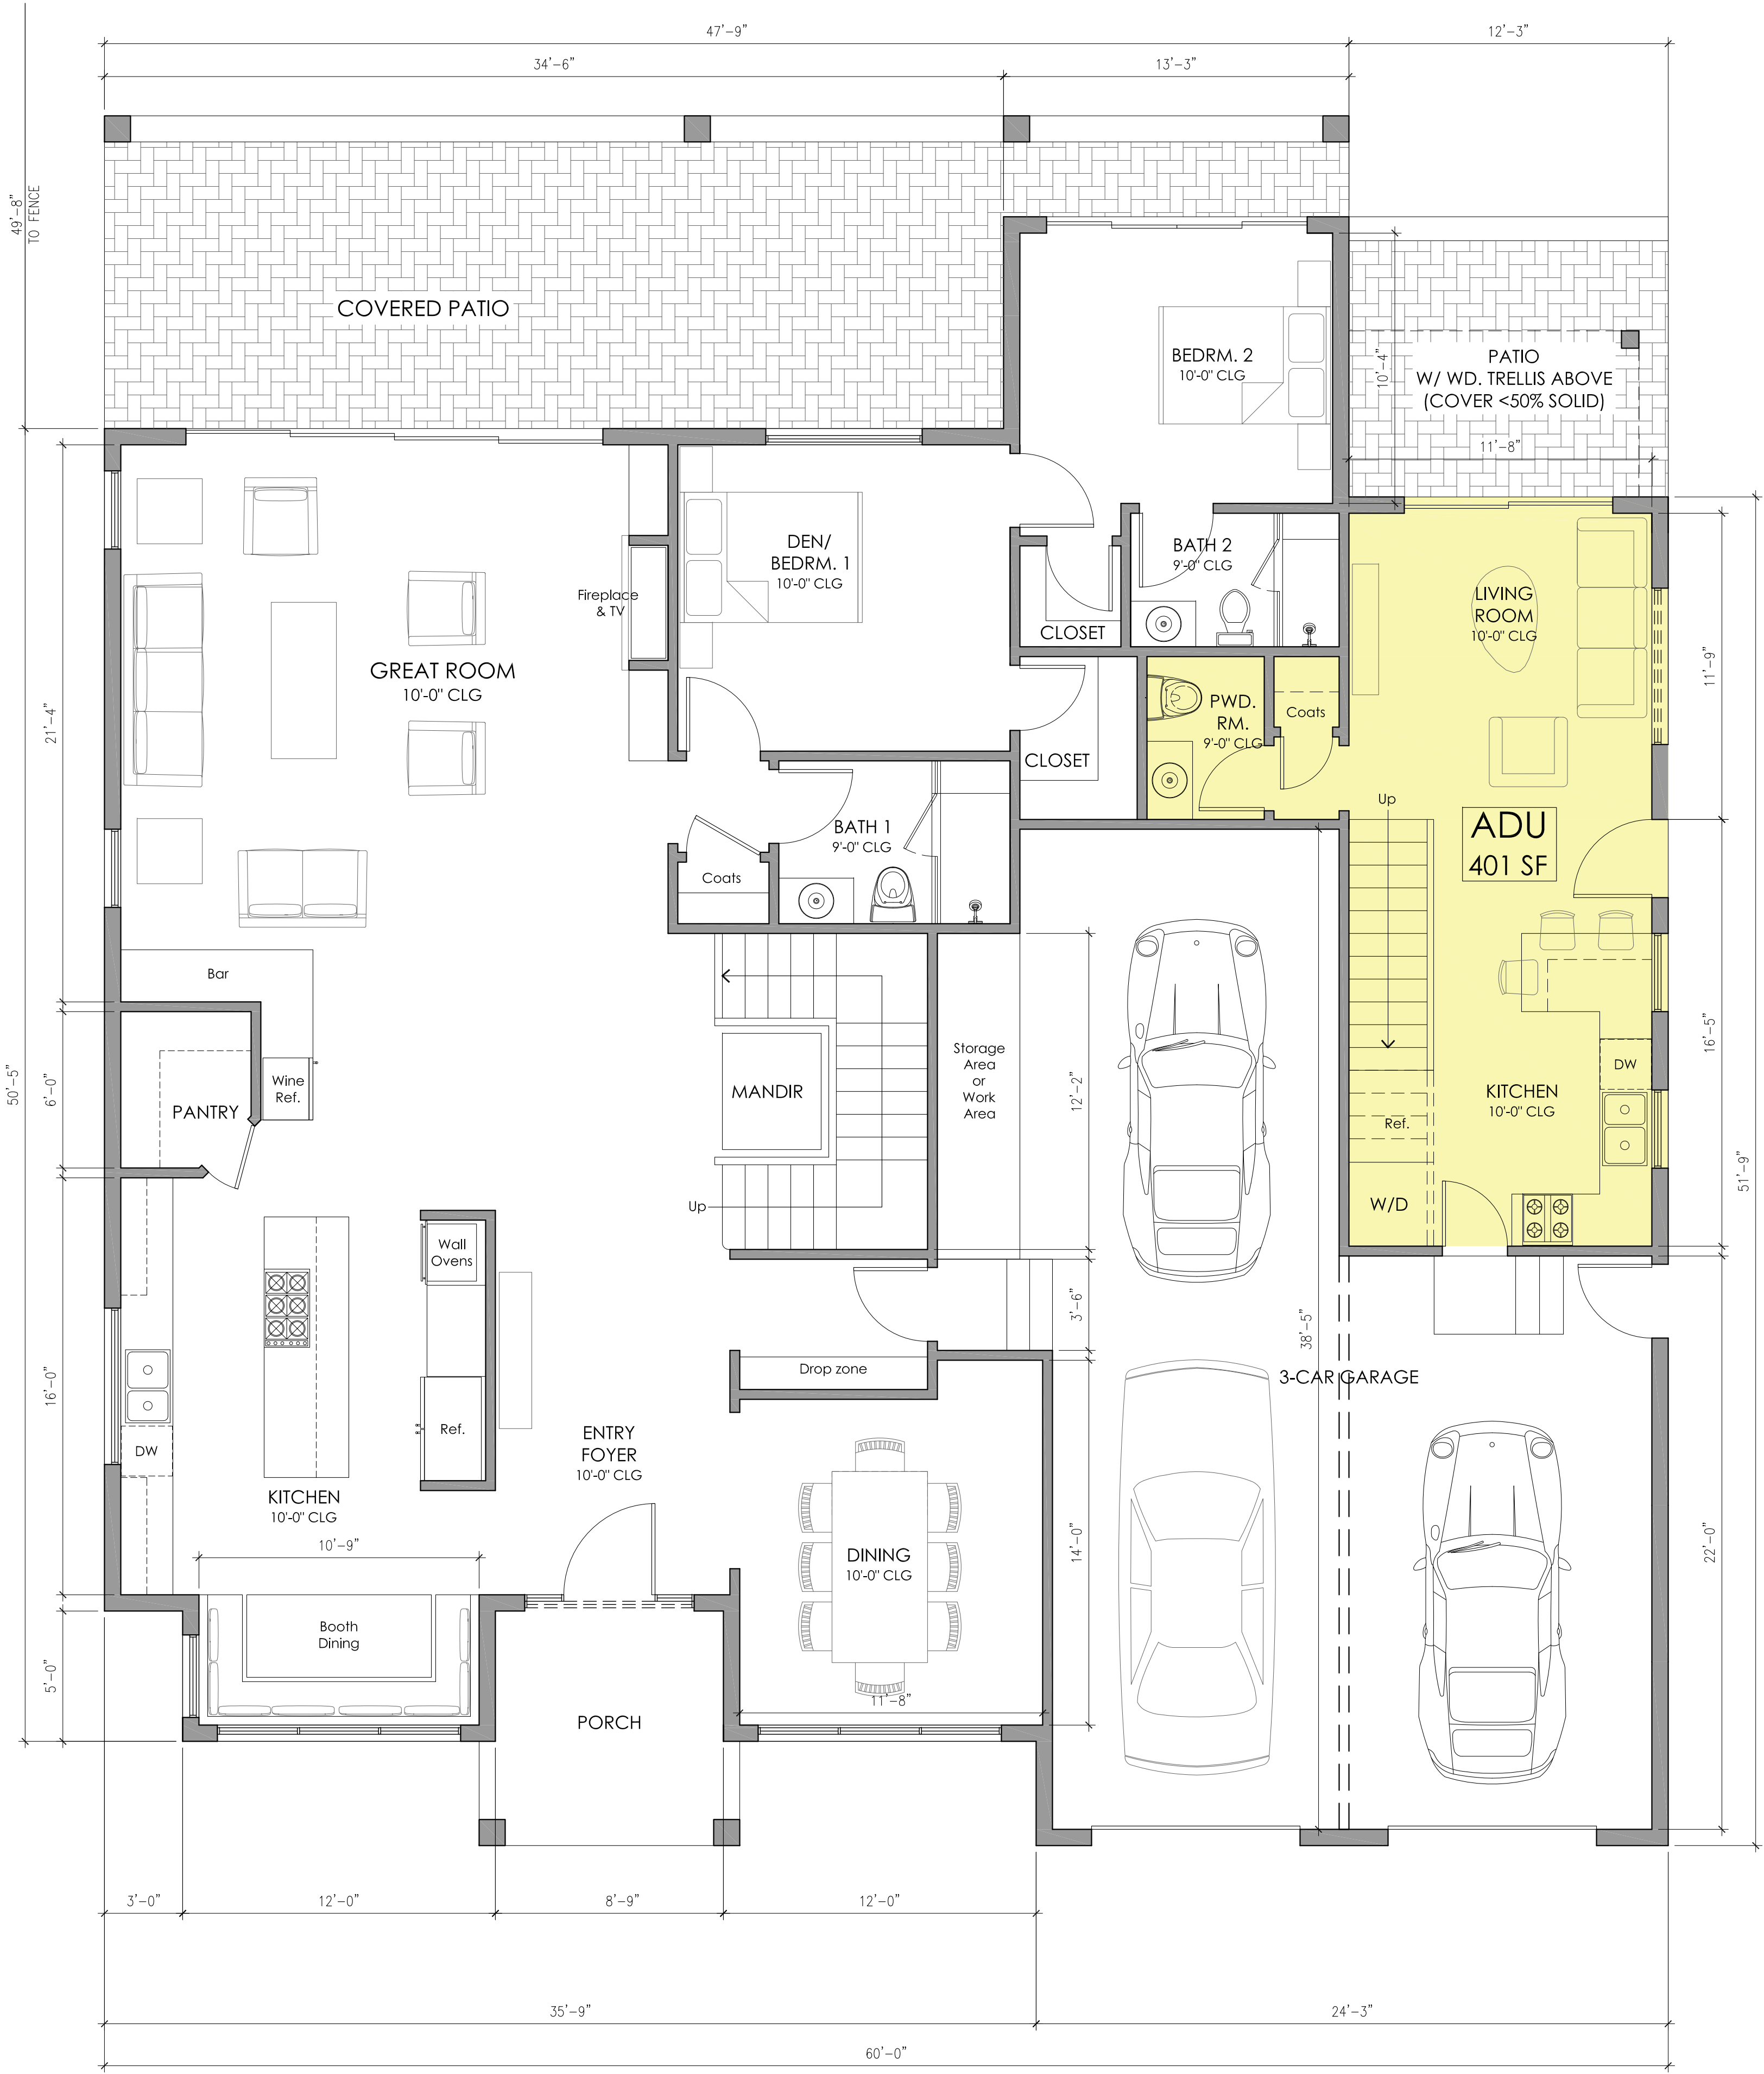 47'-9"
12'-3"
34'-6"
13'-3"
49'-8"
TO FENCE
COVERED PATIO
BEDRM. 2
10'-0" CLG
10'-4"
PATIO
W/ WD. TRELLIS ABOVE
(COVER <50% SOLID)
11'-8"
DEN/
BEDRM. 1
10'-0" CLG
BATH 2
9'-0" CLG
CLOSET
Fireplace
& TV
LIVING
ROOM
10'-0" CLG
GREAT ROOM
10'-0" CLG
21'-4"
11'-9"
PWD.
RM.
9'-0" CLG
Coats
CLOSET
Up
ADU
401 SF
BATH 1
9'-0" CLG
Coats
Bar
Storage
Area
or
Work
Area
12'-2"
16'-5"
50'-5"
6'-0"
PANTRY
Wine
Ref.
MANDIR
DW
KITCHEN
10'-0" CLG
Ref.
51'-9"
Up
W/D
Wall
Ovens
3'-6"
38'-5"
Drop zone
3-CAR GARAGE
16'-0"
DW
Ref.
ENTRY
FOYER
10'-0" CLG
KITCHEN
10'-0" CLG
10'-9"
DINING
10'-0" CLG
14'-0"
22'-0"
Booth
Dining
5'-0"
11'-8"
PORCH
3'-0"
12'-0"
8'-9"
12'-0"
35'-9"
24'-3"
60'-0"